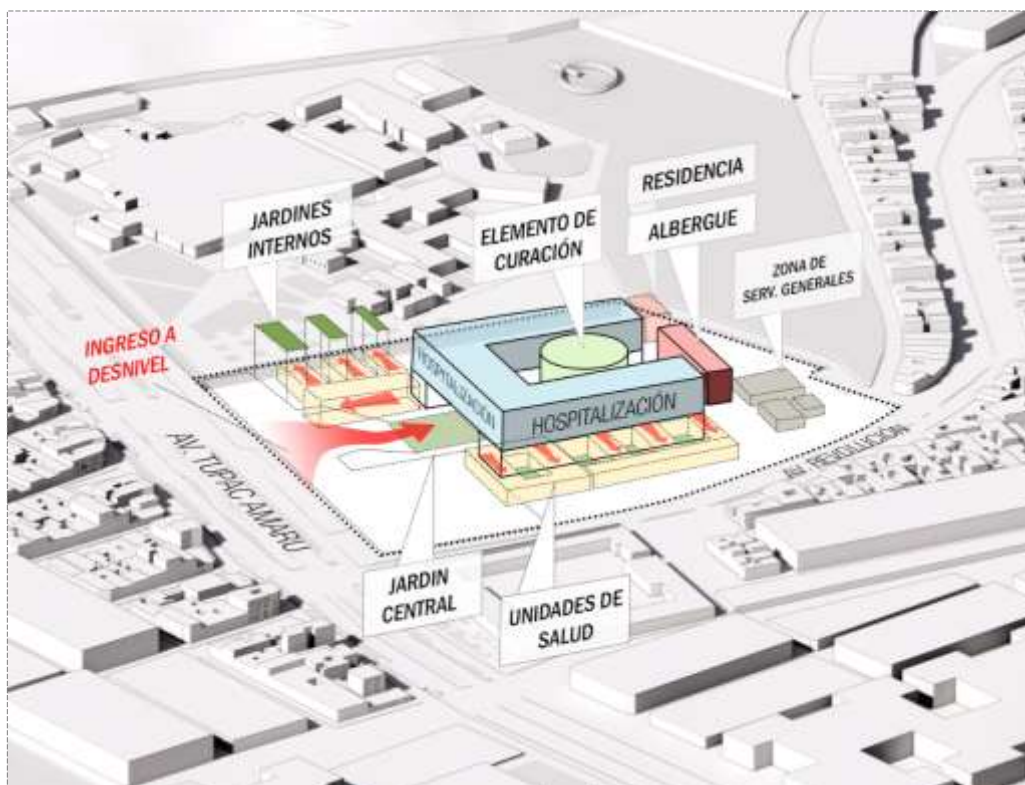 RESIDENCIA
JARDINES
INTERNOS
ELEMENTO DE
CURACIÓN
ALBERGUE
ZONA DE
SERV. GENERALES
INGRESO A
DESNIVEL
HOSPITALIZACIÓN
HOSPITALIZACIÓN
AV. TUPAC AMARU
AV. REVOLUCIÓN
JARDIN
CENTRAL
UNIDADES DE
SALUD